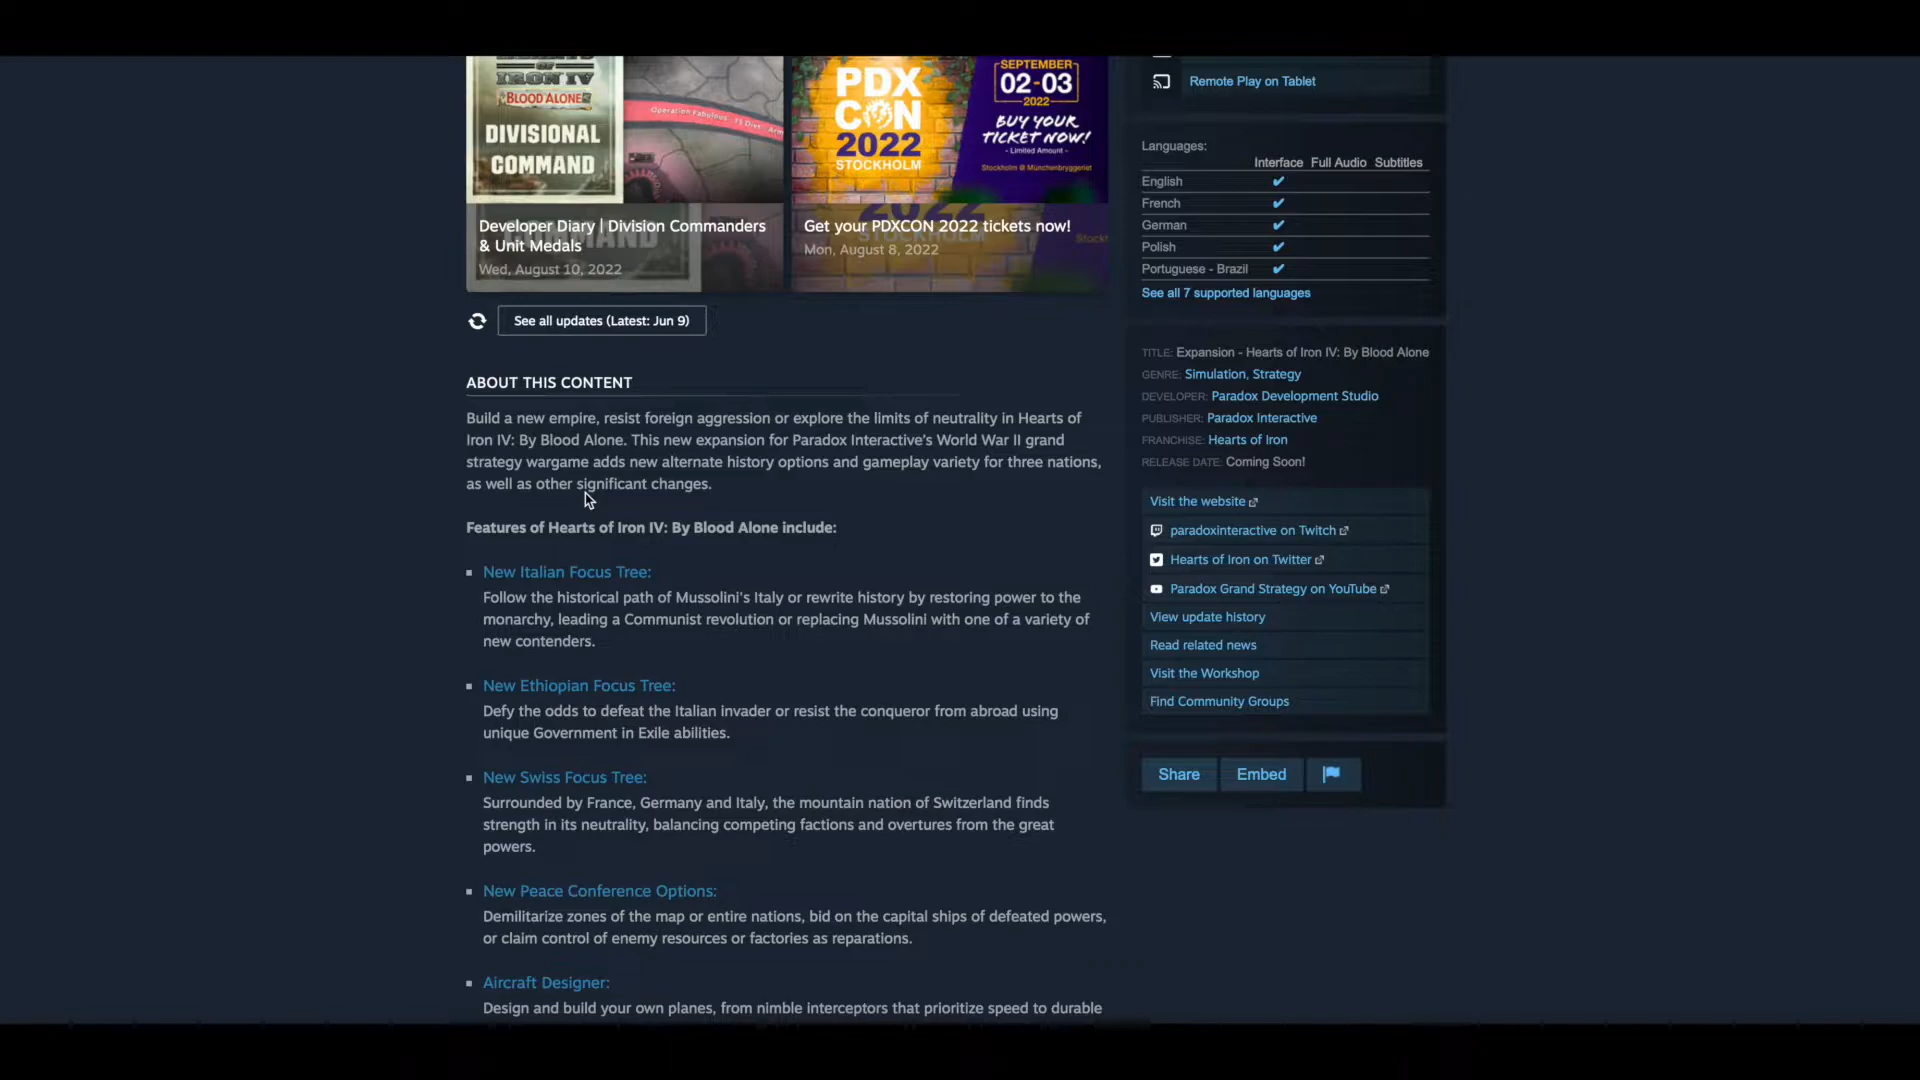 OF
IRON IV
BLOOD ALONE
DIVISIONAL
COMMAND
Operation Fabulous - 15 Divs - Arm
Developer Diary | Division Commanders
& Unit Medals
Wed, August 10, 2022
PDX
CON
2022
STOCKHOLM
SEPTEMBER
02-03
2022
BUY YOUR
TICKET NOW!
- Limited Amount -
Stockholm @ Münchenbryggeriet
Get your PDXCON 2022 tickets now!
Mon, August 8, 2022
See all updates (Latest: Jun 9)
ABOUT THIS CONTENT
Build a new empire, resist foreign aggression or explore the limits of neutrality in Hearts of
Iron IV: By Blood Alone. This new expansion for Paradox Interactive's World War II grand
strategy wargame adds new alternate history options and gameplay variety for three nations,
as well as other significant changes.
Features of Hearts of Iron IV: By Blood Alone include:
New Italian Focus Tree:
Follow the historical path of Mussolini's Italy or rewrite history by restoring power to the
monarchy, leading a Communist revolution or replacing Mussolini with one of a variety of
new contenders.
New Ethiopian Focus Tree:
Defy the odds to defeat the Italian invader or resist the conqueror from abroad using
unique Government in Exile abilities.
New Swiss Focus Tree:
Surrounded by France, Germany and Italy, the mountain nation of Switzerland finds
strength in its neutrality, balancing competing factions and overtures from the great
powers.
New Peace Conference Options:
Demilitarize zones of the map or entire nations, bid on the capital ships of defeated powers,
or claim control of enemy resources or factories as reparations.
Aircraft Designer:
Design and build your own planes, from nimble interceptors that prioritize speed to durable
Remote Play on Tablet
Languages:
Interface Full Audio Subtitles
English ✔
French ✔
German ✔
Polish ✔
Portuguese - Brazil ✔
See all 7 supported languages
TITLE: Expansion - Hearts of Iron IV: By Blood Alone
GENRE: Simulation, Strategy
DEVELOPER: Paradox Development Studio
PUBLISHER: Paradox Interactive
FRANCHISE: Hearts of Iron
RELEASE DATE: Coming Soon!
Visit the website
paradoxinteractive on Twitch
Hearts of Iron on Twitter
Paradox Grand Strategy on YouTube
View update history
Read related news
Visit the Workshop
Find Community Groups
Share Embed